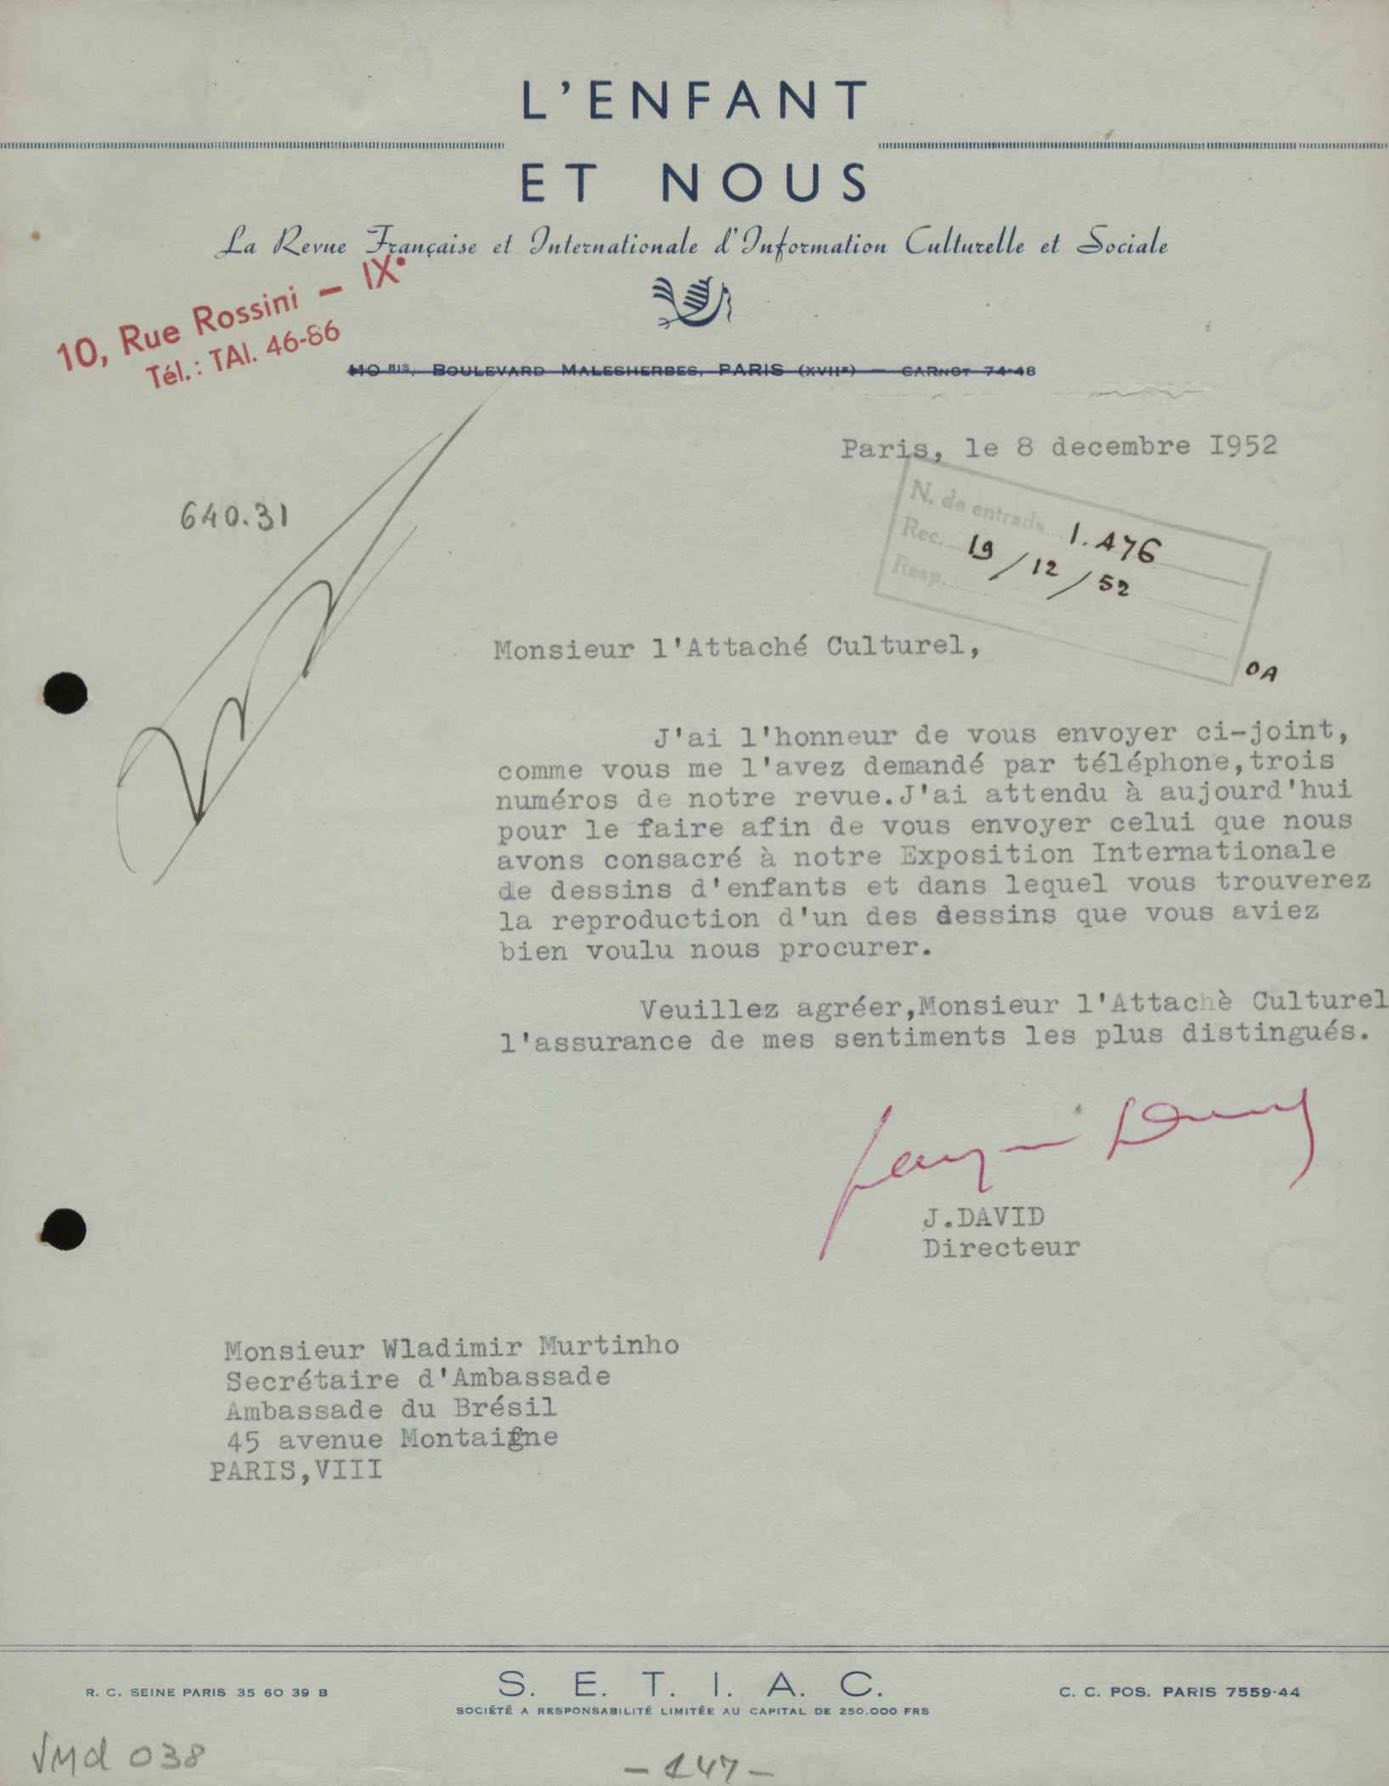 L'ENFANT
ET NOUS
La Revue Française et Internationale d'Information Culturelle et Sociale
10, Rue Rossini - IX°
Tél.: TAI. 46-86
110 BIS, BOULEVARD MALESHERBES, PARIS (XVIIe) — CARNOT 74-48
Paris, le 8 decembre I952
640.31
N. de entrada 1.476
Rec. 19/12/52
Resp.
OA
Monsieur l'Attaché Culturel,
J'ai l'honneur de vous envoyer ci-joint,
comme vous me l'avez demandé par téléphone,trois
numéros de notre revue.J'ai attendu à aujourd'hui
pour le faire afin de vous envoyer celui que nous
avons consacré à notre Exposition Internationale
de dessins d'enfants et dans lequel vous trouverez
la reproduction d'un des dessins que vous aviez
bien voulu nous procurer.
Veuillez agréer,Monsieur l'Attachè Culturel
l'assurance de mes sentiments les plus distingués.
J.DAVID
Directeur
Monsieur Wladimir Murtinho
Secrétaire d'Ambassade
Ambassade du Brésil
45 avenue Montaigne
PARIS,VIII
R. C. SEINE PARIS 35 60 39 B
S. E. T. I. A. C.
SOCIÉTÉ A RESPONSABILITÉ LIMITÉE AU CAPITAL DE 250.000 FRS
C. C. POS. PARIS 7559-44
VMd 038
- 147 -